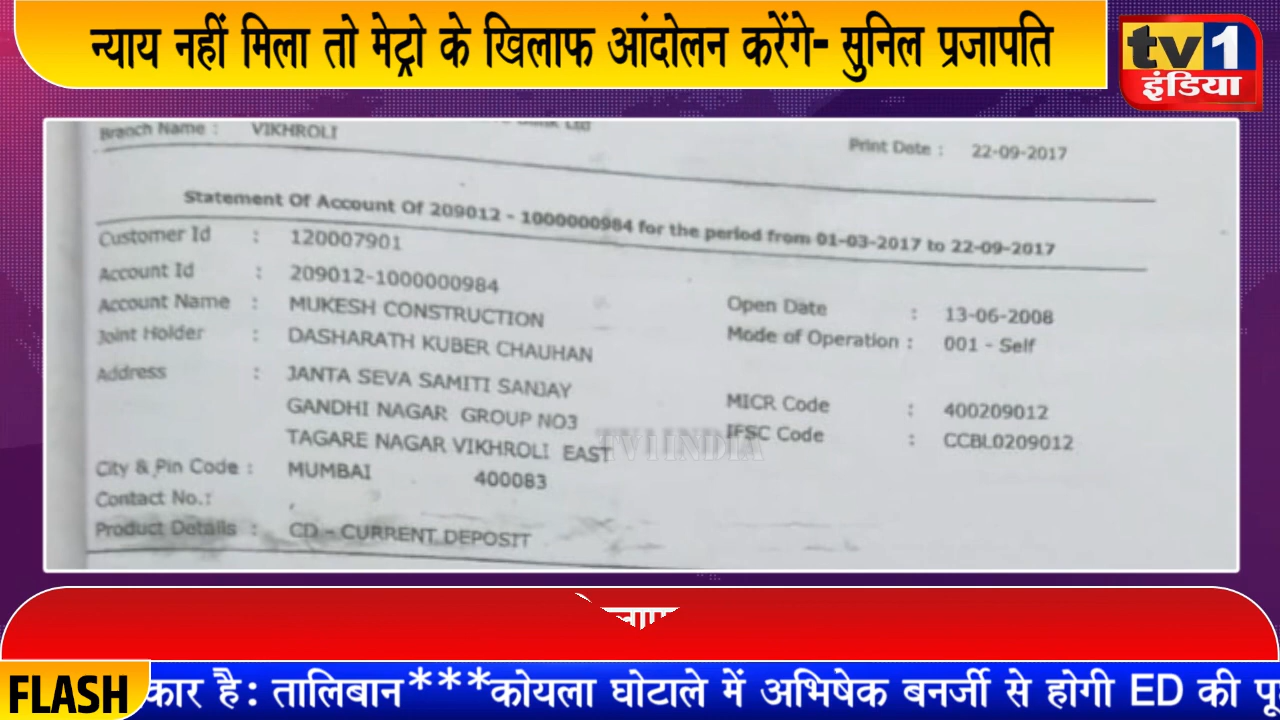 न्याय नहीं मिला तो मेट्रो के खिलाफ आंदोलन करेंगे- सुनिल प्रजापति
tv1
इंडिया
Branch Name : VIKHROLI
Bank Ltd
Print Date : 22-09-2017
Statement Of Account Of 209012 - 1000000984 for the period from 01-03-2017 to 22-09-2017
Customer Id : 120007901
Account Id : 209012-1000000984
Account Name : MUKESH CONSTRUCTION
Joint Holder : DASHARATH KUBER CHAUHAN
Address : JANTA SEVA SAMITI SANJAY
GANDHI NAGAR GROUP NO3
TAGARE NAGAR VIKHROLI EAST
City & Pin Code : MUMBAI 400083
Contact No.: ,
Product Details : CD - CURRENT DEPOSIT
Open Date : 13-06-2008
Mode of Operation : 001 - Self
MICR Code : 400209012
IFSC Code : CCBL0209012
TV1INDIA
FLASH
कार है: तालिबान***कोयला घोटाले में अभिषेक बनर्जी से होगी ED की पू